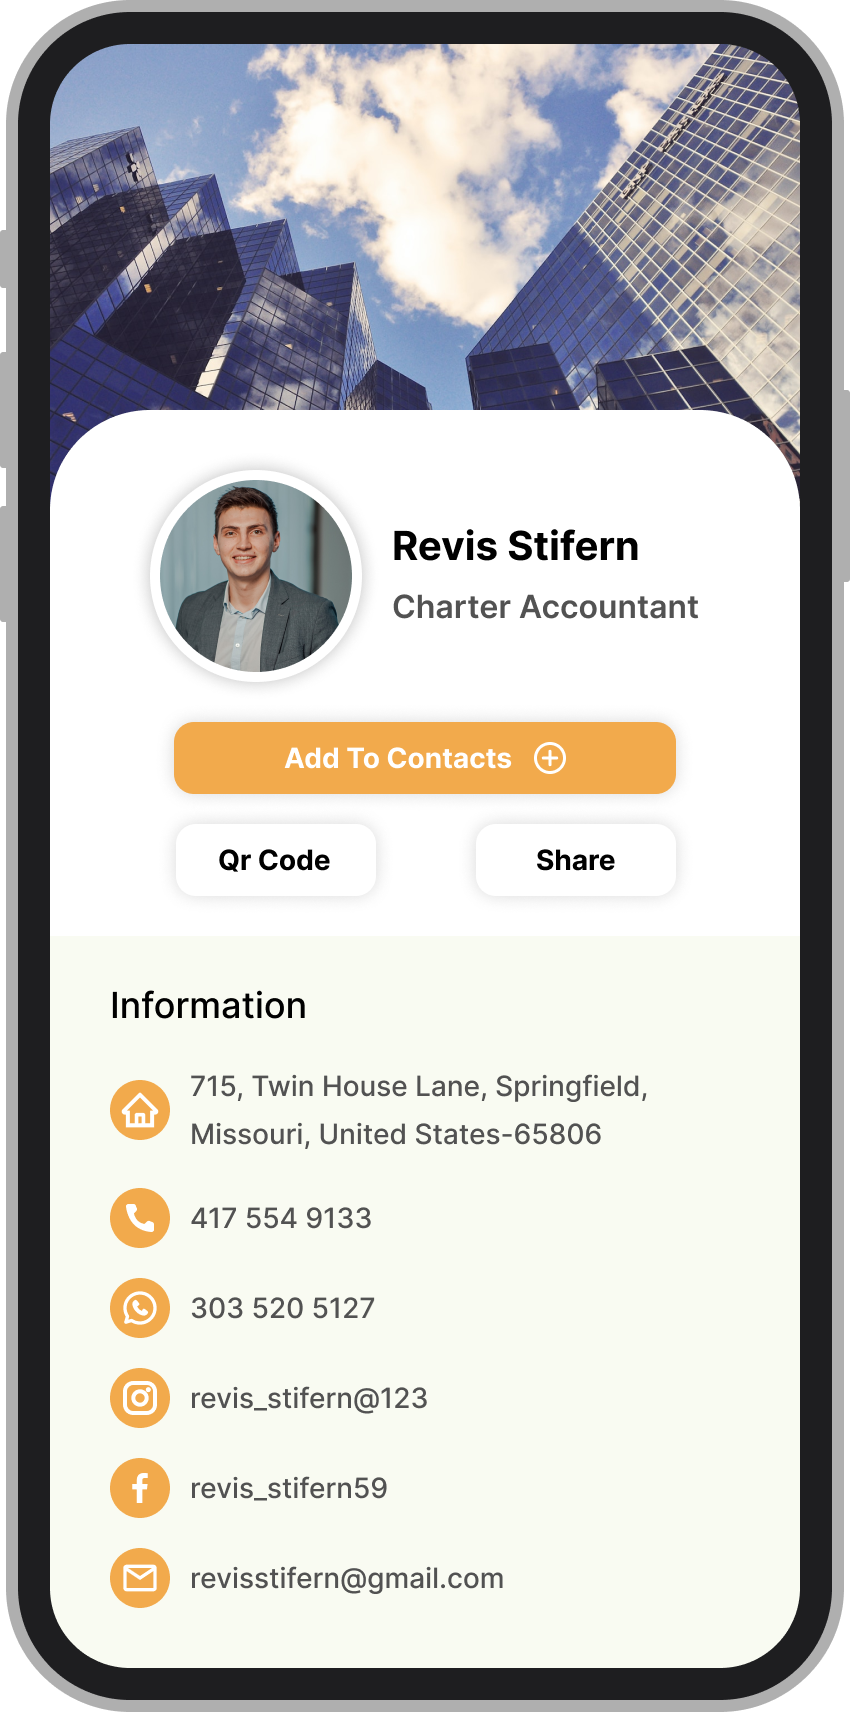 Revis Stifern
Charter Accountant
Add To Contacts
Qr Code
Share
Information
715, Twin House Lane, Springfield,
Missouri, United States-65806
417 554 9133
303 520 5127
revis_stifern@123
revis_stifern59
revisstifern@gmail.com